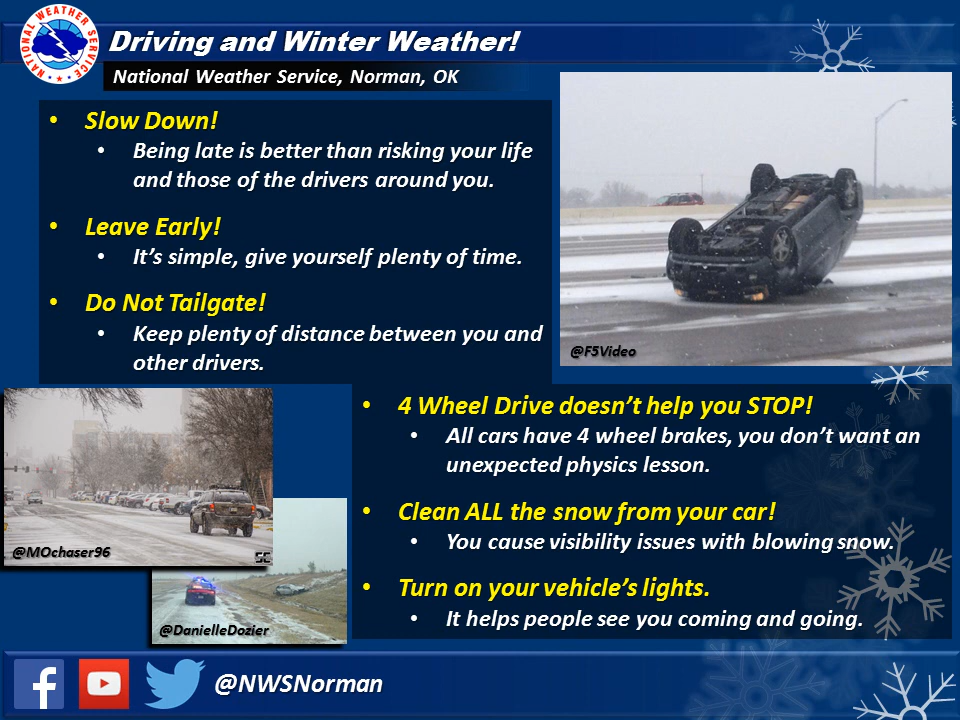 NATIONAL WEATHER SERVICE
Driving and Winter Weather!
National Weather Service, Norman, OK
• Slow Down!
• Being late is better than risking your life
and those of the drivers around you.
• Leave Early!
• It's simple, give yourself plenty of time.
• Do Not Tailgate!
• Keep plenty of distance between you and
other drivers.
@F5Video
• 4 Wheel Drive doesn't help you STOP!
• All cars have 4 wheel brakes, you don't want an
unexpected physics lesson.
• Clean ALL the snow from your car!
• You cause visibility issues with blowing snow.
• Turn on your vehicle's lights.
• It helps people see you coming and going.
@MOchaser96
@DanielleDozier
@NWSNorman